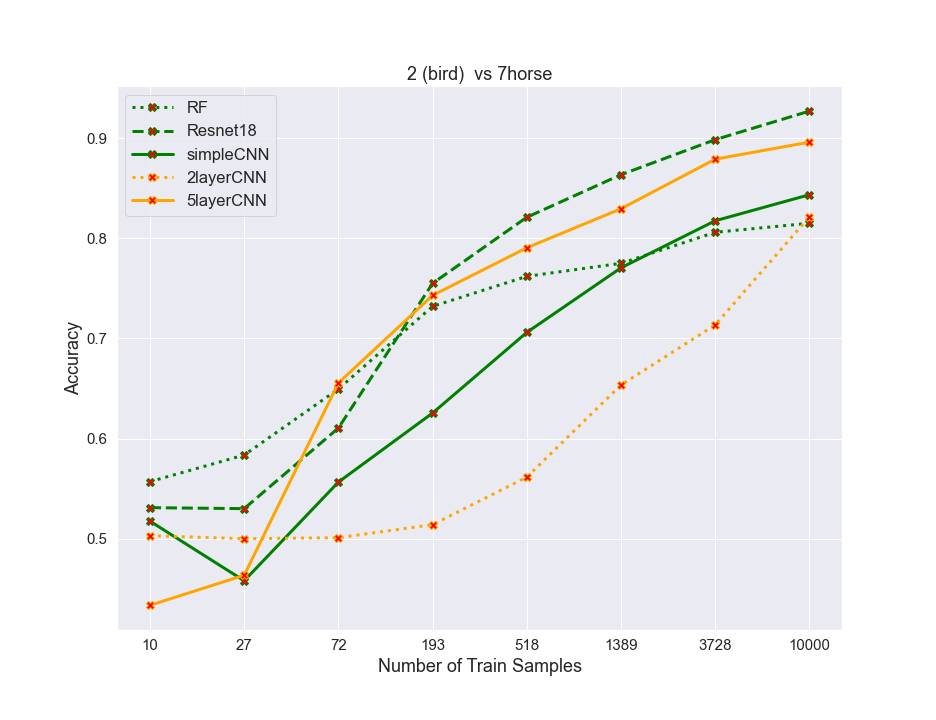 2 (bird)  vs 7horse
RF
Resnet18
simpleCNN
2layerCNN
5layerCNN
Accuracy
0.9
0.8
0.7
0.6
0.5
10 27 72 193 518 1389 3728 10000
Number of Train Samples